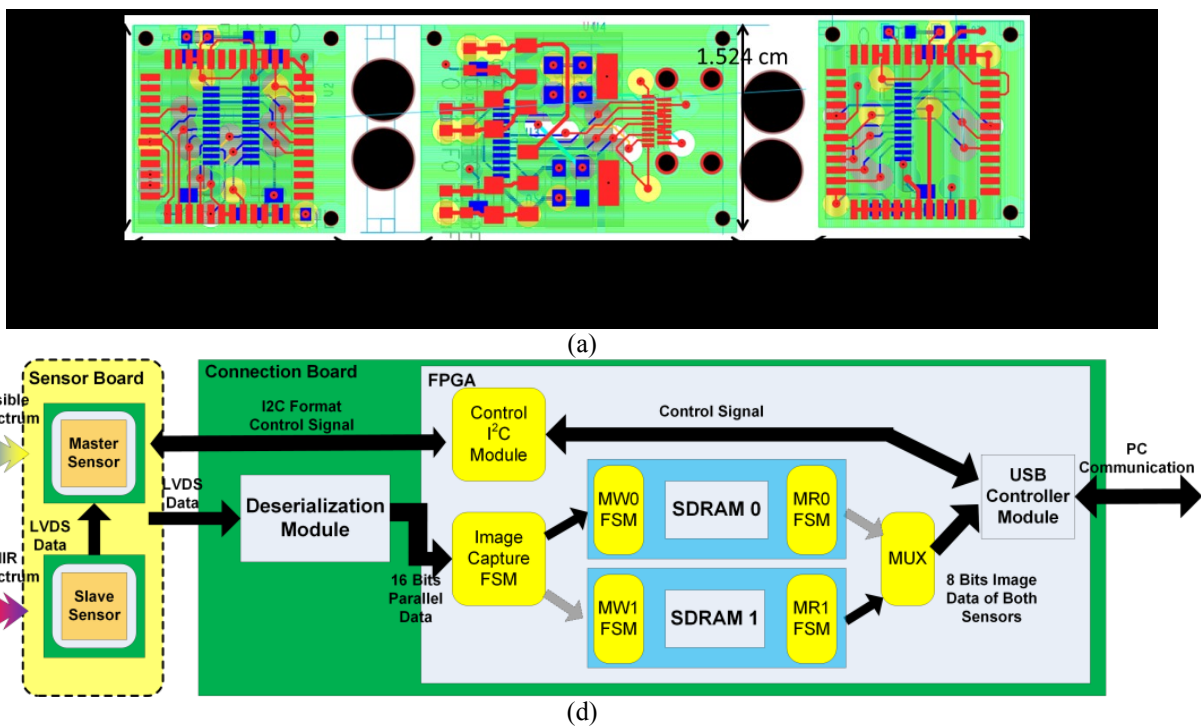 1.524 cm
U2
(a)
Sensor Board
Connection Board
FPGA
I2C Format
Control Signal
Control
I²C
Module
Control Signal
Master
Sensor
LVDS
Data
LVDS
Data
Deserialization
Module
16 Bits
Parallel
Data
Image
Capture
FSM
MW0
FSM
SDRAM 0
MR0
FSM
MW1
FSM
SDRAM 1
MR1
FSM
MUX
8 Bits Image
Data of Both
Sensors
USB
Controller
Module
PC
Communication
Slave
Sensor
(d)